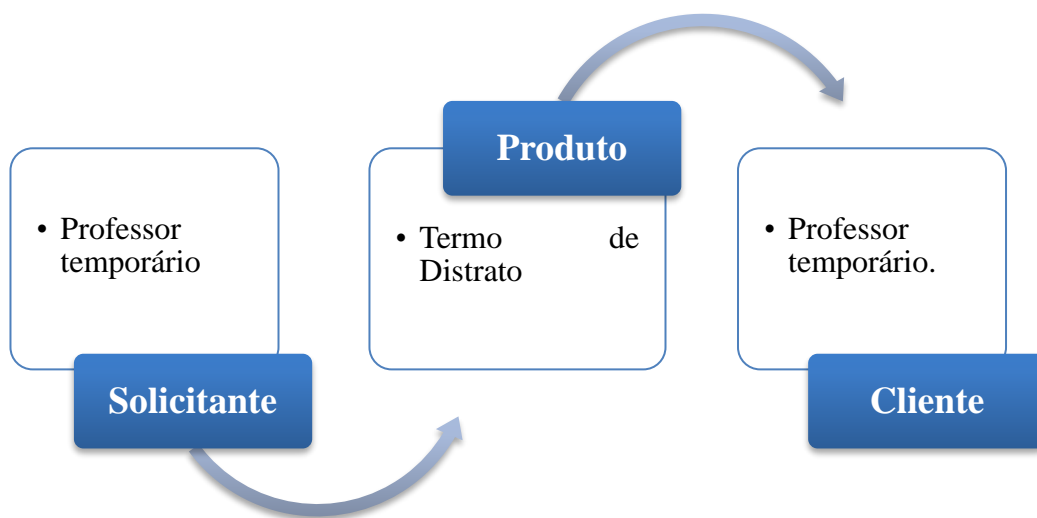 • Professor
temporário
Solicitante
Produto
• Termo de
Distrato
• Professor
temporário.
Cliente